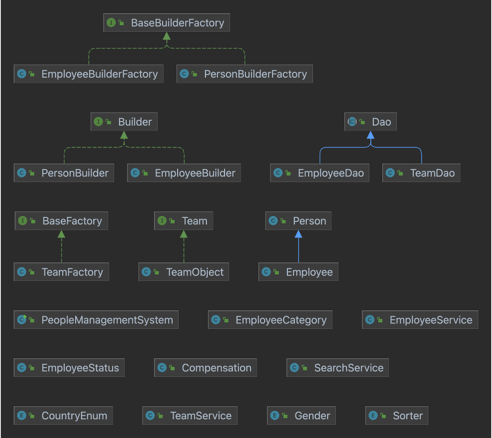 BaseBuilderFactory
EmployeeBuilderFactory PersonBuilderFactory
Builder Dao
PersonBuilder EmployeeBuilder EmployeeDao TeamDao
BaseFactory Team Person
TeamFactory TeamObject Employee
PeopleManagementSystem EmployeeCategory EmployeeService
EmployeeStatus Compensation SearchService
CountryEnum TeamService Gender Sorter